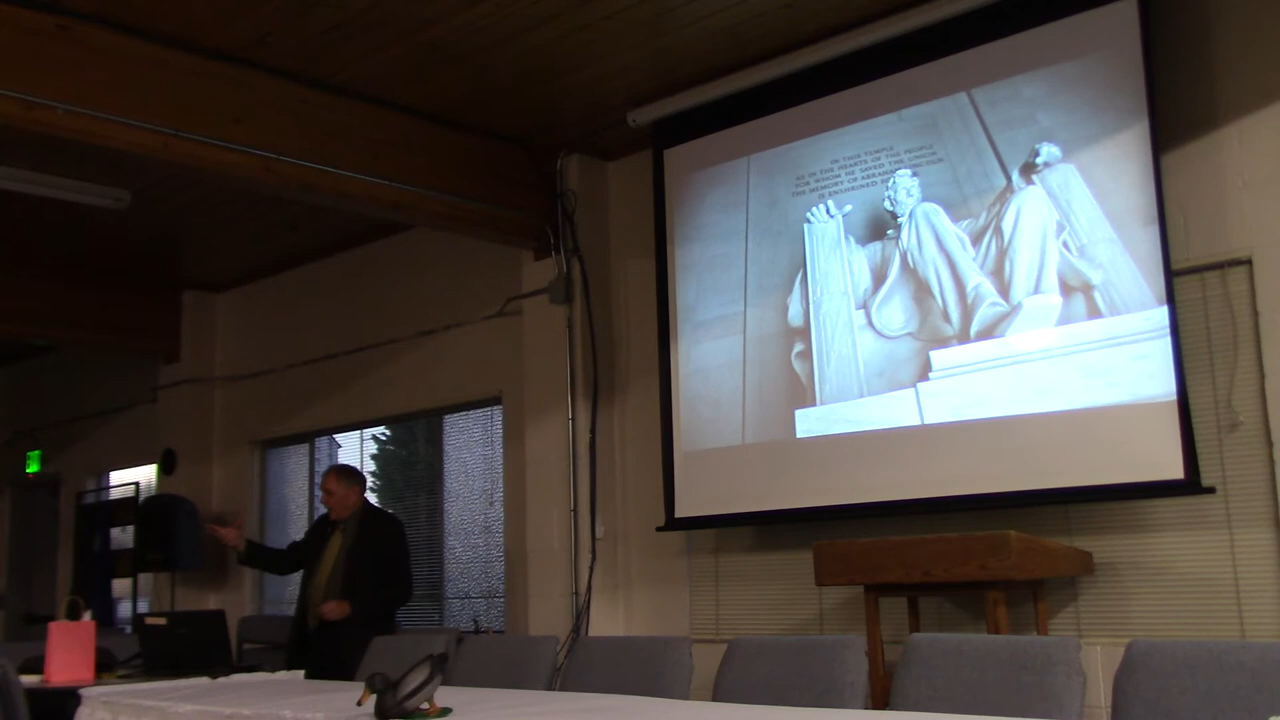 IN THIS TEMPLE
AS IN THE HEARTS OF THE PEOPLE
FOR WHOM HE SAVED THE UNION
THE MEMORY OF ABRAHAM LINCOLN
IS ENSHRINED